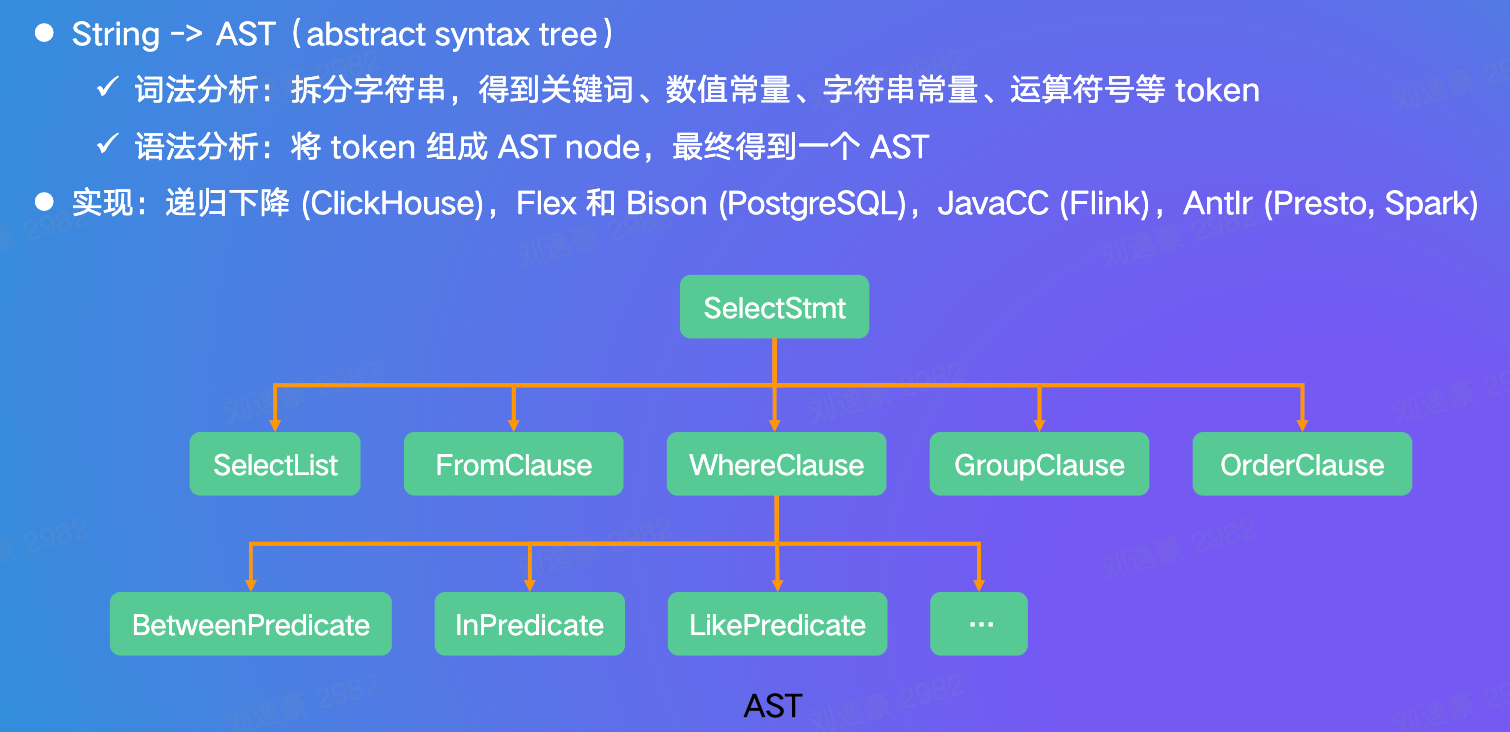 String -> AST（abstract syntax tree）
词法分析：拆分字符串，得到关键词、数值常量、字符串常量、运算符号等 token
语法分析：将 token 组成 AST node，最终得到一个 AST
实现：递归下降 (ClickHouse)，Flex 和 Bison (PostgreSQL)，JavaCC (Flink)，Antlr (Presto, Spark)
SelectStmt
SelectList
FromClause
WhereClause
GroupClause
OrderClause
BetweenPredicate
InPredicate
LikePredicate
...
AST
刘逸豪 2982